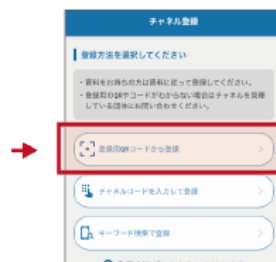 チャネル登録
登録方法を選択してください
・資料をお持ちの方は資料に従って登録してください。
・登録用のQRやコードがわからない場合はチャネルを管理
している団体にお問い合わせください。
登録用QRコードから登録
チャネルコードを入力して登録
キーワード検索で登録